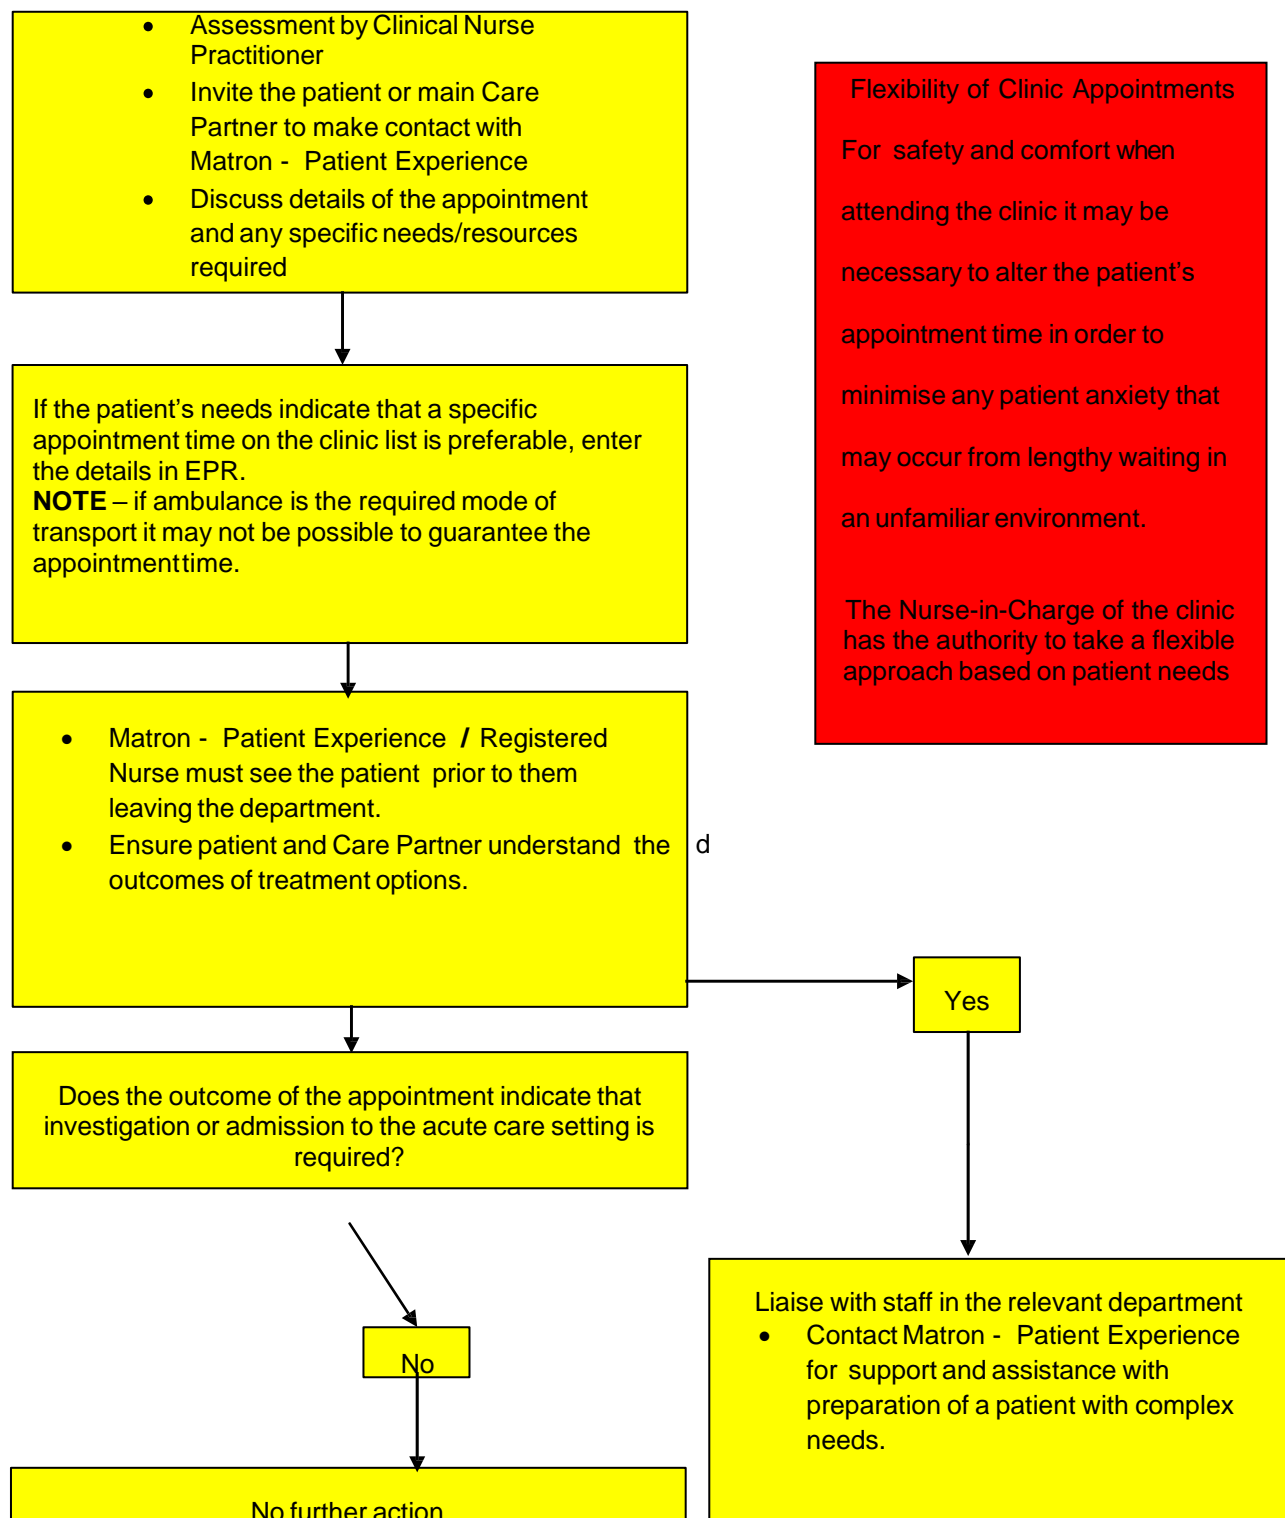 • Assessment by Clinical Nurse
Practitioner
• Invite the patient or main Care
Partner to make contact with
Matron - Patient Experience
• Discuss details of the appointment
and any specific needs/resources
required
Flexibility of Clinic Appointments
For safety and comfort when
attending the clinic it may be
necessary to alter the patient’s
appointment time in order to
minimise any patient anxiety that
may occur from lengthy waiting in
an unfamiliar environment.
The Nurse-in-Charge of the clinic
has the authority to take a flexible
approach based on patient needs
If the patient’s needs indicate that a specific
appointment time on the clinic list is preferable, enter
the details in EPR.
NOTE – if ambulance is the required mode of
transport it may not be possible to guarantee the
appointment time.
• Matron - Patient Experience / Registered
Nurse must see the patient prior to them
leaving the department.
• Ensure patient and Care Partner understand the d
outcomes of treatment options.
Yes
Does the outcome of the appointment indicate that
investigation or admission to the acute care setting is
required?
No
Liaise with staff in the relevant department
• Contact Matron - Patient Experience
for support and assistance with
preparation of a patient with complex
needs.
No further action